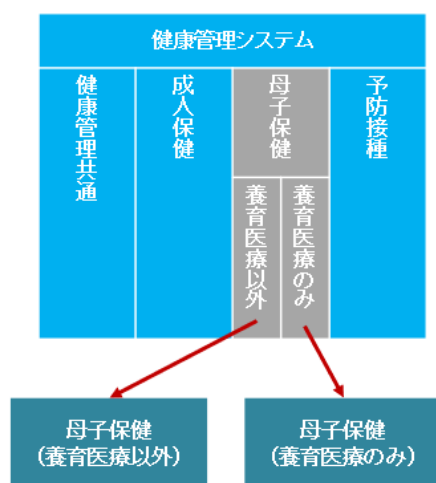 健康管理システム
健康管理共通
成人保健
母子保健
予防接種
養育医療以外
養育医療のみ
母子保健
(養育医療以外)
母子保健
(養育医療のみ)